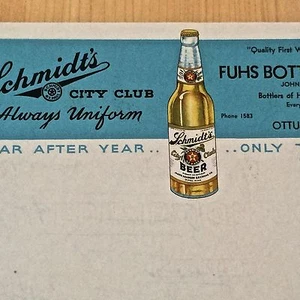 Schmidt's
CITY CLUB
Always Uniform
"Quality First
FUHS BOTT
JOHN
Bottlers of H
Phone 1583
OTTU
AR AFTER YEAR.. ..ONLY T
Schmidt's
City Club
BEER